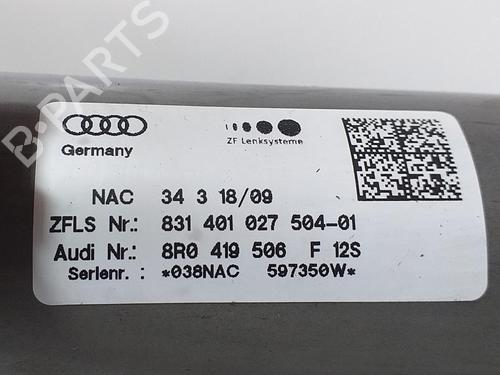 B-PARTS
Germany
ZF Lenksysteme
NAC 34 3 18/09
ZFLS Nr.: 831 401 027 504-01
Audi Nr.: 8R0 419 506 F 12S
Serlenr.: *038NAC 597350W*